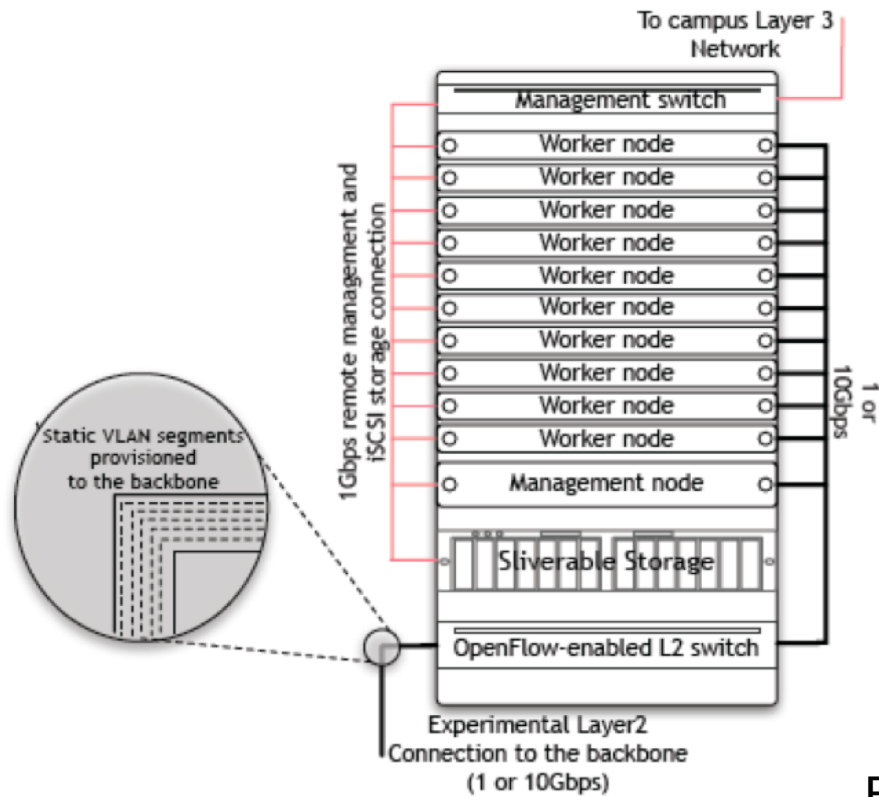 To campus Layer 3
Network
Management switch
Worker node
Worker node
Worker node
Worker node
Worker node
Worker node
Worker node
Worker node
Worker node
Worker node
Management node
Sliverable Storage
OpenFlow-enabled L2 switch
1Gbps remote management and
iSCSI storage connection
1 or
10Gbps
Static VLAN segments
provisioned
to the backbone
Experimental Layer2
Connection to the backbone
(1 or 10Gbps)